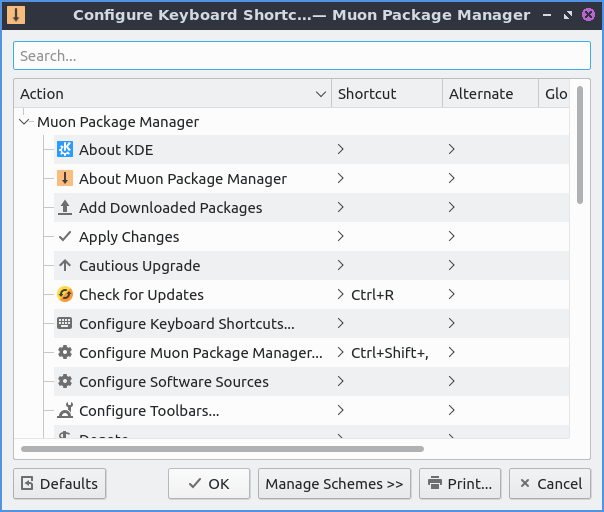 Configure Keyboard Shortc...— Muon Package Manager
Search...
Action Shortcut Alternate Glo
Muon Package Manager
About KDE
About Muon Package Manager
Add Downloaded Packages
Apply Changes
Cautious Upgrade
Check for Updates Ctrl+R
Configure Keyboard Shortcuts...
Configure Muon Package Manager... Ctrl+Shift+,
Configure Software Sources
Configure Toolbars...
Defaults OK Manage Schemes >> Print... Cancel